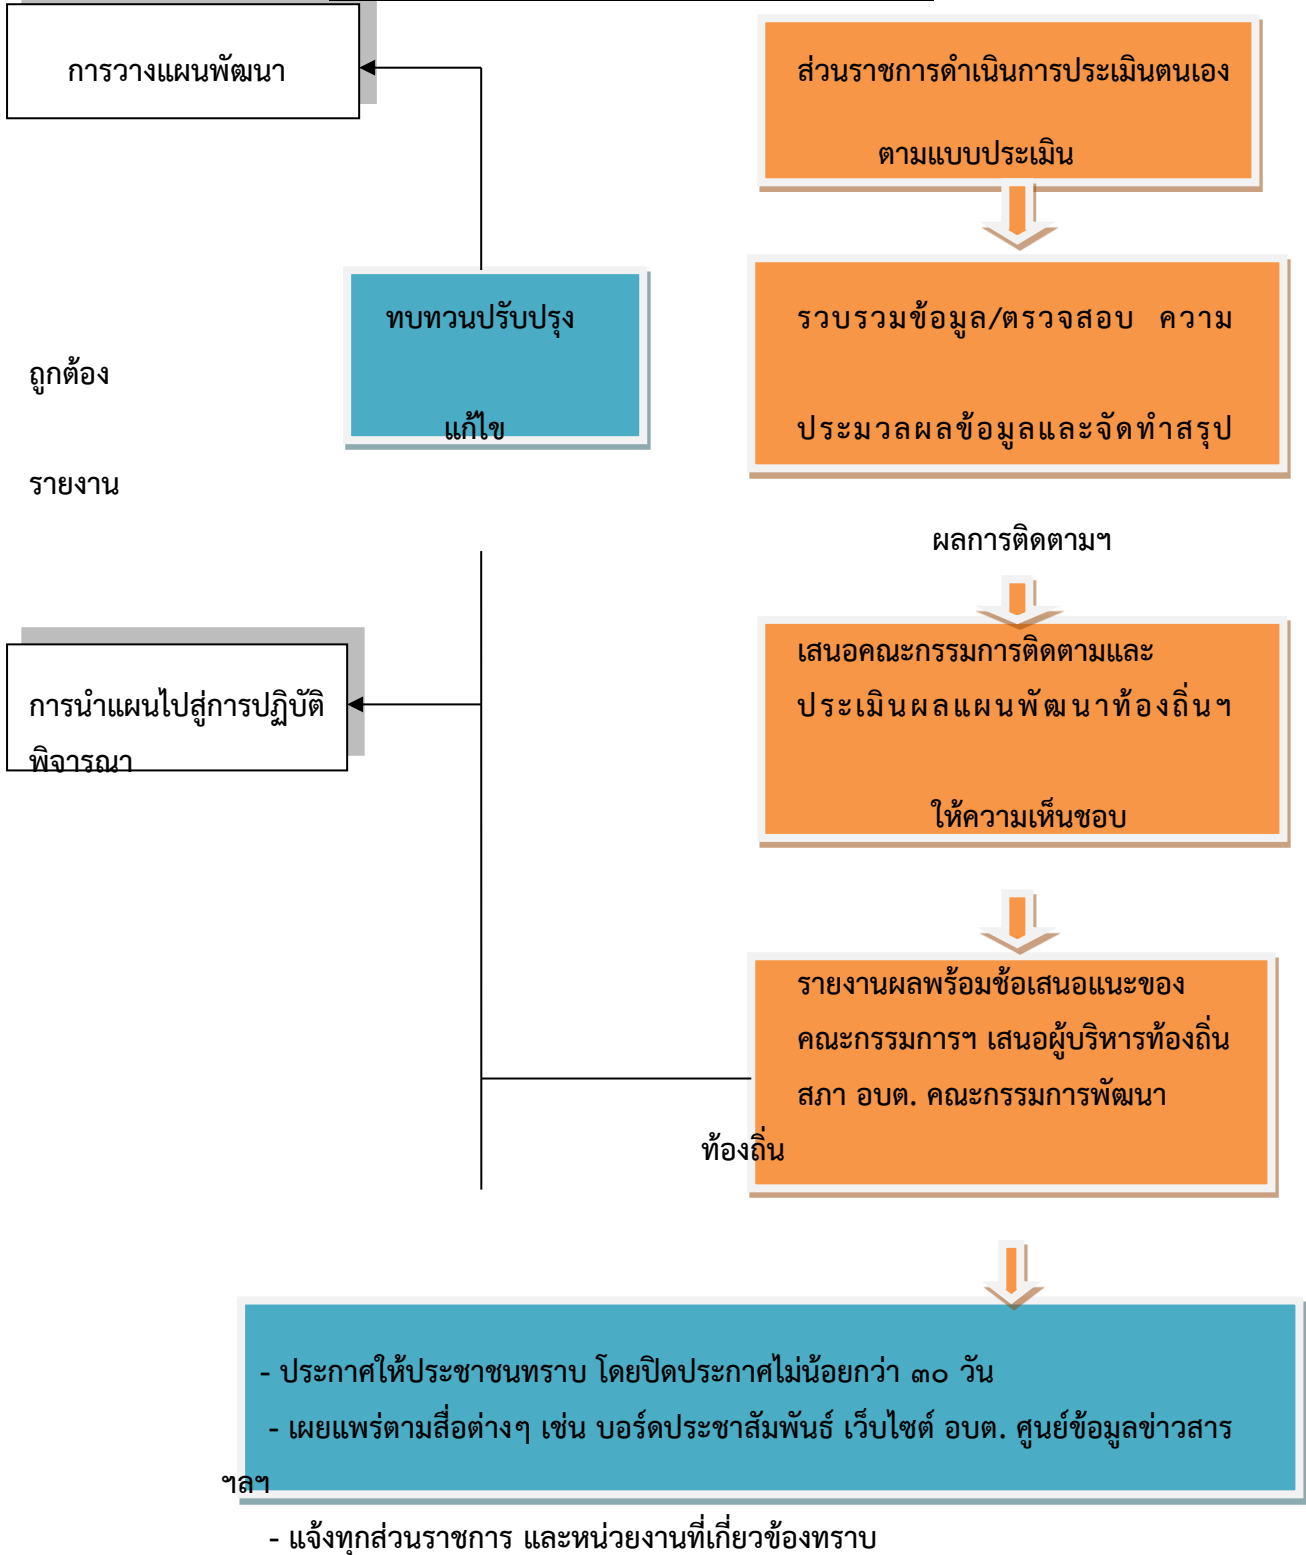 การวางแผนพัฒนา
ส่วนราชการดำเนินการประเมินตนเอง
ตามแบบประเมิน
ทบทวนปรับปรุง
รวบรวมข้อมูล/ตรวจสอบ ความ
ถูกต้อง
แก้ไข
ประมวลผลข้อมูลและจัดทำสรุป
รายงาน
ผลการติดตามฯ
เสนอคณะกรรมการติดตามและ
การนำแผนไปสู่การปฏิบัติ
ประเมินผลแผนพัฒนาท้องถิ่นฯ
พิจารณา
ให้ความเห็นชอบ
รายงานผลพร้อมช้อเสนอแนะของ
คณะกรรมการฯ เสนอผู้บริหารท้องถิ่น
สภา อบต. คณะกรรมการพัฒนา
ท้องถิ่น
- ประกาศให้ประชาชนทราบ โดยปิดประกาศไม่น้อยกว่า ๓๐ วัน
- เผยแพร่ตามสื่อต่างๆ เช่น บอร์ดประชาสัมพันธ์ เว็บไซต์ อบต. ศูนย์ข้อมูลข่าวสาร
ฯลฯ
- แจ้งทุกส่วนราชการ และหน่วยงานที่เกี่ยวข้องทราบ